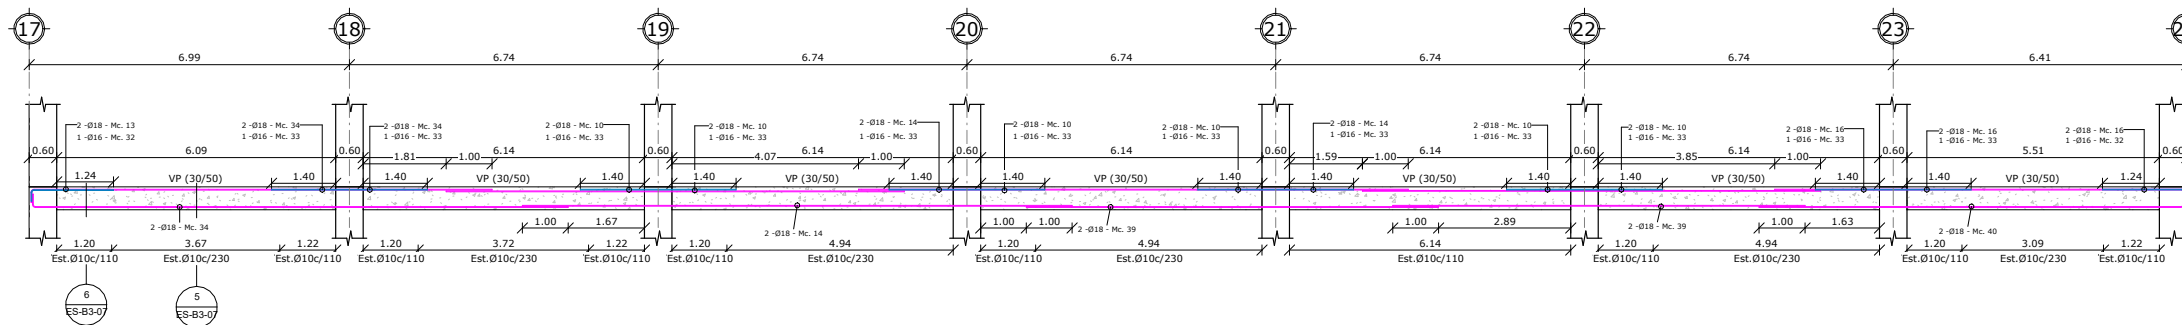 17 18 19 20 21 22 23
6.99 6.74 6.74 6.74 6.74 6.74 6.41
2 -Ø18 - Mc. 13
1 -Ø16 - Mc. 32
2 -Ø18 - Mc. 34
1 -Ø16 - Mc. 33
2 -Ø18 - Mc. 34
1 -Ø16 - Mc. 33
2 -Ø18 - Mc. 10
1 -Ø16 - Mc. 33
2 -Ø18 - Mc. 10
1 -Ø16 - Mc. 33
2 -Ø18 - Mc. 14
1 -Ø16 - Mc. 33
2 -Ø18 - Mc. 10
1 -Ø16 - Mc. 33
2 -Ø18 - Mc. 10
1 -Ø16 - Mc. 33
2 -Ø18 - Mc. 14
1 -Ø16 - Mc. 33
2 -Ø18 - Mc. 10
1 -Ø16 - Mc. 33
2 -Ø18 - Mc. 10
1 -Ø16 - Mc. 33
2 -Ø18 - Mc. 16
1 -Ø16 - Mc. 33
2 -Ø18 - Mc. 16
1 -Ø16 - Mc. 33
2 -Ø18 - Mc. 16
1 -Ø16 - Mc. 32
0.60 6.09 0.60 6.14 0.60 6.14 0.60 6.14 0.60 6.14 0.60 6.14 0.60 5.51 0.60
1.81 1.00 4.07 1.00 1.59 1.00 3.85 1.00
1.24 VP (30/50) 1.40 1.40 VP (30/50) 1.40 1.40 VP (30/50) 1.40 1.40 VP (30/50) 1.40 1.40 VP (30/50) 1.40 1.40 VP (30/50) 1.40 1.40 VP (30/50) 1.24
2 -Ø18 - Mc. 34
1.00 1.67
2 -Ø18 - Mc. 14
1.00 1.00
2 -Ø18 - Mc. 39
1.00 2.89
2 -Ø18 - Mc. 39
1.00 1.63
2 -Ø18 - Mc. 40
1.20 3.67 1.22 1.20 3.72 1.22 1.20 4.94 1.20 4.94 6.14 1.20 4.94 1.20 3.09 1.22
Est.Ø10c/110 Est.Ø10c/230 Est.Ø10c/110 Est.Ø10c/110 Est.Ø10c/230 Est.Ø10c/110 Est.Ø10c/110 Est.Ø10c/230 Est.Ø10c/110 Est.Ø10c/230 Est.Ø10c/110 Est.Ø10c/110 Est.Ø10c/230 Est.Ø10c/110 Est.Ø10c/230 Est.Ø10c/110
6
ES-B3-07
5
ES-B3-07